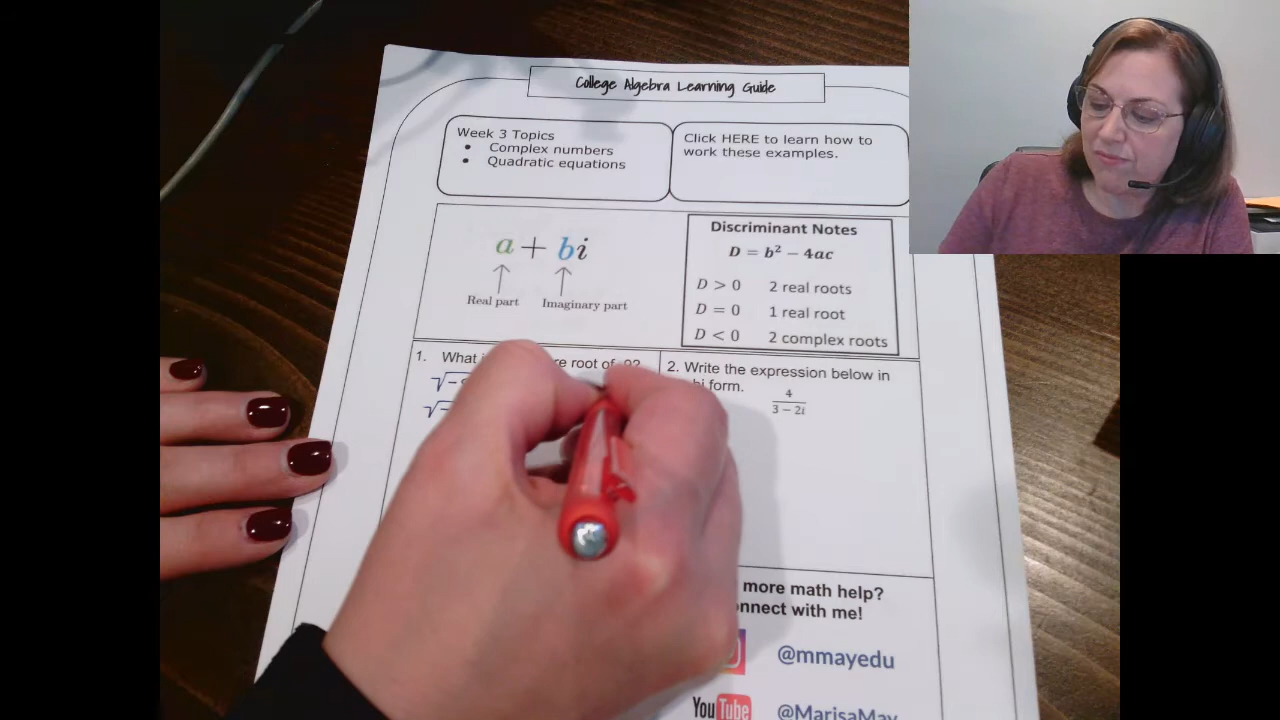 College Algebra Learning Guide
Week 3 Topics
• Complex numbers
• Quadratic equations
Click HERE to learn how to
work these examples.
a + bi
Real part Imaginary part
Discriminant Notes
D = b² − 4ac
D > 0 2 real roots
D = 0 1 real root
D < 0 2 complex roots
1. What root of
2. Write the expression below in
form.
4
3 − 2i
more math help?
with me!
@mmayedu
YouTube @MarisaMay